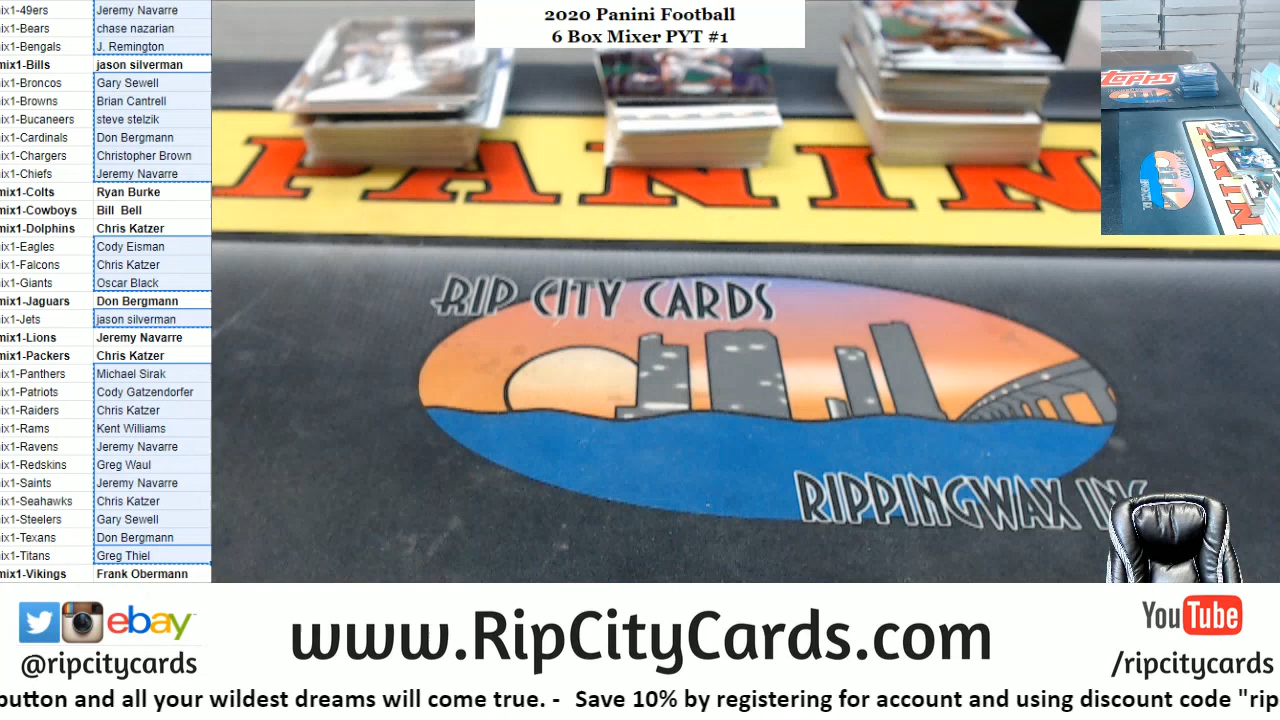 2020 Panini Football
6 Box Mixer PYT #1
ix1-49ers Jeremy Navarre
ix1-Bears chase nazarian
ix1-Bengals J. Remington
mix1-Bills jason silverman
ix1-Broncos Gary Sewell
ix1-Browns Brian Cantrell
ix1-Bucaneers steve stelzik
ix1-Cardinals Don Bergmann
ix1-Chargers Christopher Brown
ix1-Chiefs Jeremy Navarre
mix1-Colts Ryan Burke
mix1-Cowboys Bill Bell
mix1-Dolphins Chris Katzer
ix1-Eagles Cody Eisman
ix1-Falcons Chris Katzer
ix1-Giants Oscar Black
mix1-Jaguars Don Bergmann
ix1-Jets jason silverman
mix1-Lions Jeremy Navarre
mix1-Packers Chris Katzer
ix1-Panthers Michael Sirak
ix1-Patriots Cody Gatzendorfer
ix1-Raiders Chris Katzer
ix1-Rams Kent Williams
ix1-Ravens Jeremy Navarre
ix1-Redskins Greg Waul
ix1-Saints Jeremy Navarre
ix1-Seahawks Chris Katzer
ix1-Steelers Gary Sewell
ix1-Texans Don Bergmann
ix1-Titans Greg Thiel
mix1-Vikings Frank Obermann
PANIN
topps
PANIN
RIP CITY CARDS
RIPPINGWAX IN
ebay
@ripcitycards
www.RipCityCards.com
YouTube
/ripcitycards
button and all your wildest dreams will come true. - Save 10% by registering for account and using discount code "rip